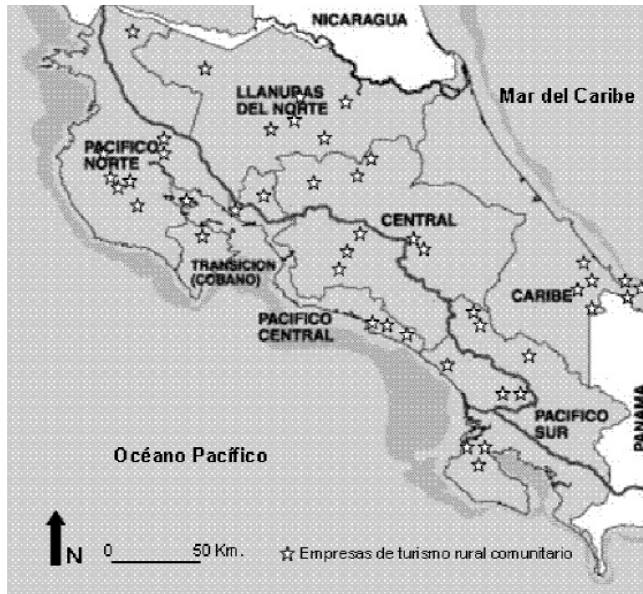 NICARAGUA
Mar del Caribe
LLANURAS
DEL NORTE
PACIFICO
NORTE
CENTRAL
TRANSICION
(COBANO)
CARIBE
PACIFICO
CENTRAL
PACIFICO
SUR
PANAMA
Océano Pacífico
N
0 50 Km.
Empresas de turismo rural comunitario